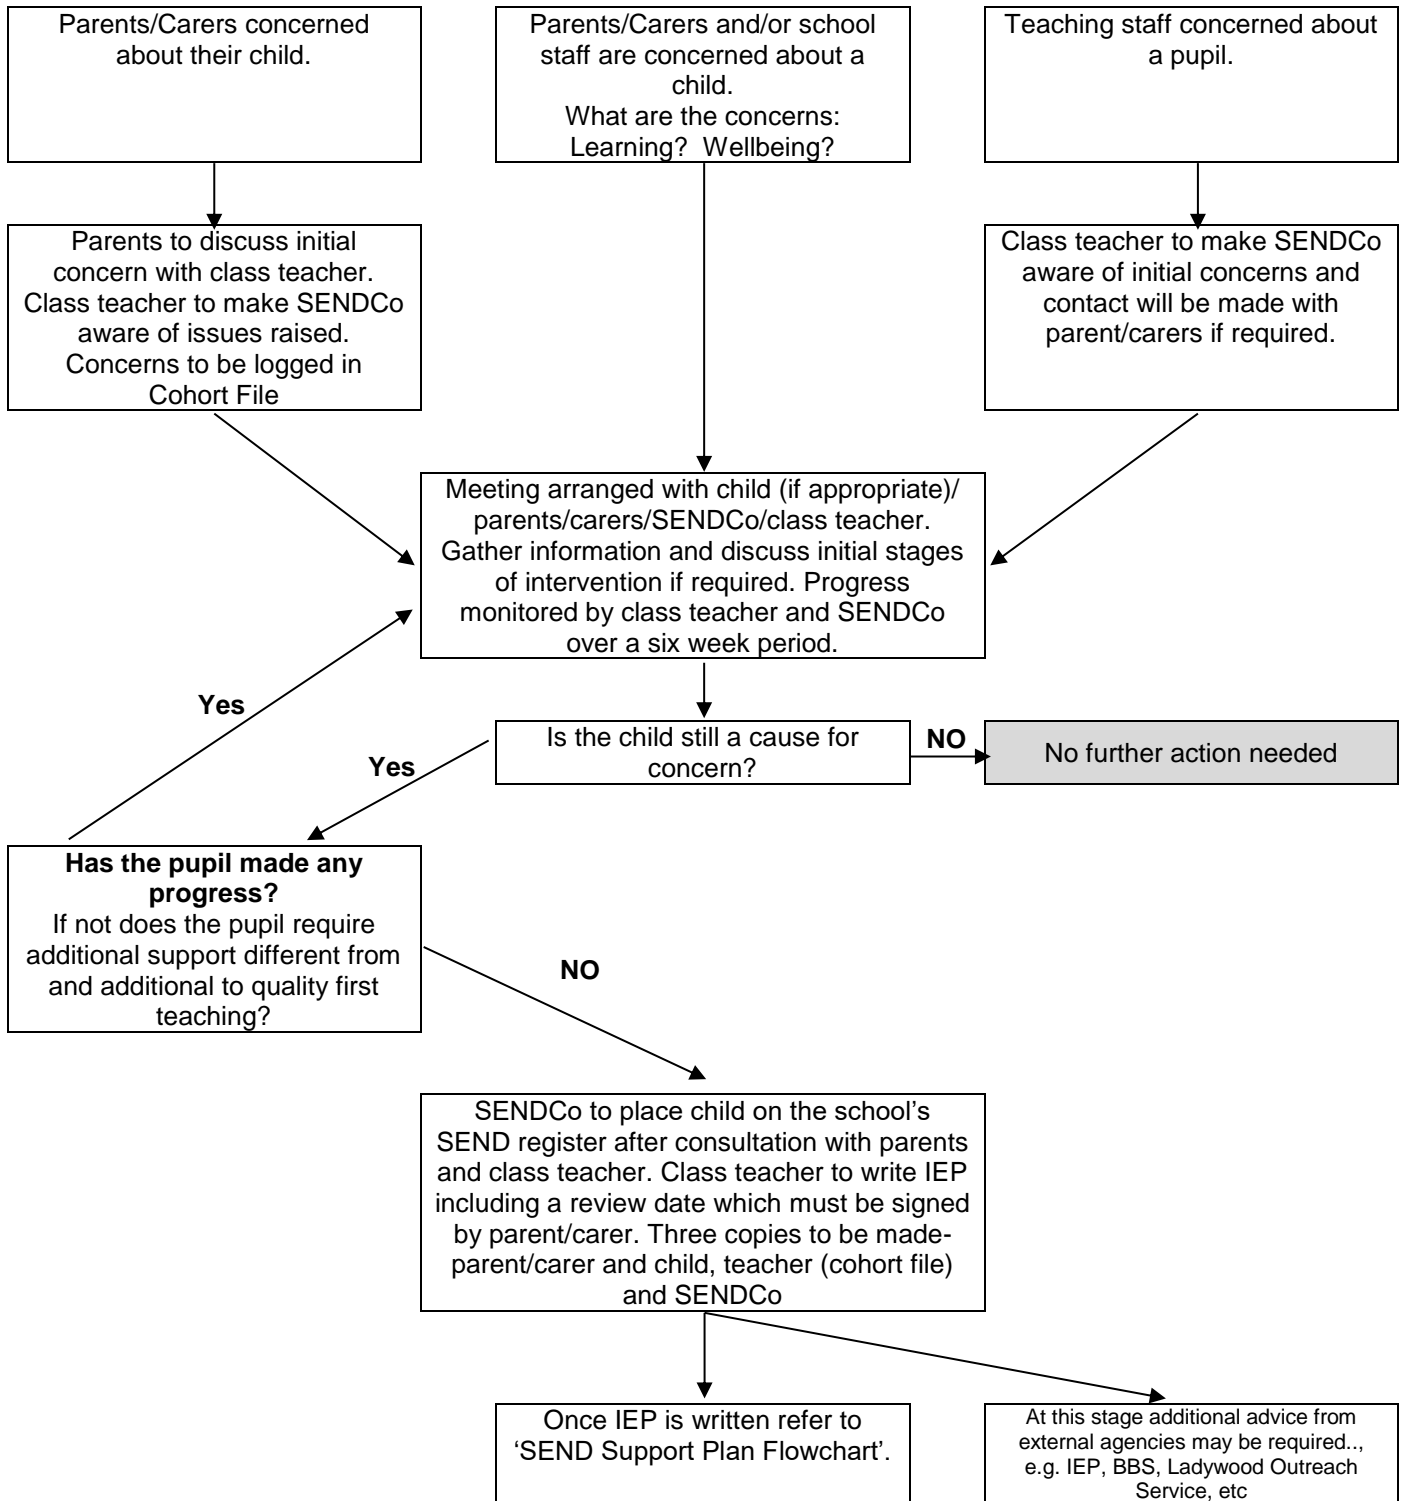 Parents/Carers concerned
about their child.
Parents/Carers and/or school
staff are concerned about a
child.
What are the concerns:
Learning?  Wellbeing?
Teaching staff concerned about
a pupil.
Parents to discuss initial
concern with class teacher.
Class teacher to make SENDCo
aware of issues raised.
Concerns to be logged in
Cohort File
Class teacher to make SENDCo
aware of initial concerns and
contact will be made with
parent/carers if required.
Meeting arranged with child (if appropriate)/
parents/carers/SENDCo/class teacher.
Gather information and discuss initial stages
of intervention if required. Progress
monitored by class teacher and SENDCo
over a six week period.
Yes
Is the child still a cause for
concern?
NO
No further action needed
Yes
Has the pupil made any
progress?
If not does the pupil require
additional support different from
and additional to quality first
teaching?
NO
SENDCo to place child on the school's
SEND register after consultation with parents
and class teacher. Class teacher to write IEP
including a review date which must be signed
by parent/carer. Three copies to be made-
parent/carer and child, teacher (cohort file)
and SENDCo
Once IEP is written refer to
‘SEND Support Plan Flowchart’.
At this stage additional advice from
external agencies may be required..,
e.g. IEP, BBS, Ladywood Outreach
Service, etc